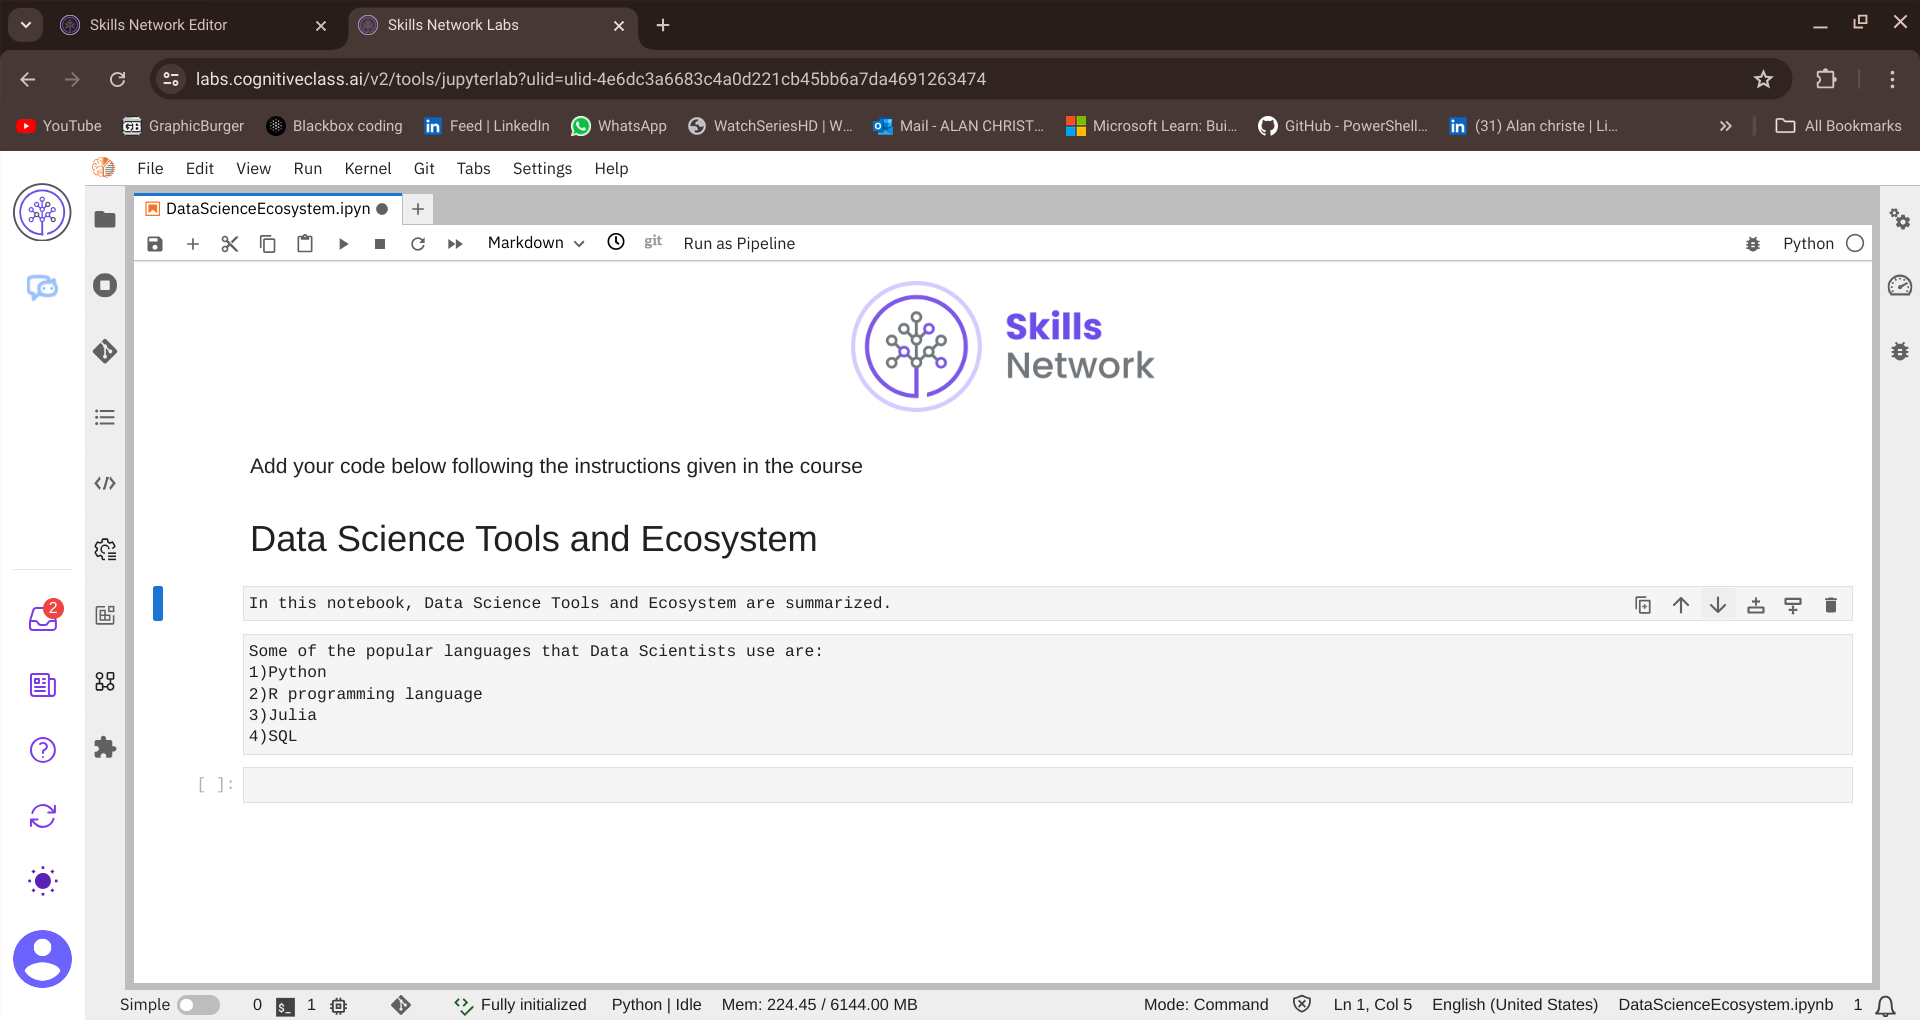 Skills Network Editor
Skills Network Labs
labs.cognitiveclass.ai/v2/tools/jupyterlab?ulid=ulid-4e6dc3a6683c4a0d221cb45bb6a7da4691263474
YouTube GraphicBurger Blackbox coding Feed | LinkedIn WhatsApp WatchSeriesHD | W... Mail - ALAN CHRIST... Microsoft Learn: Bui... GitHub - PowerShell... (31) Alan christe | Li... All Bookmarks
File Edit View Run Kernel Git Tabs Settings Help
DataScienceEcosystem.ipyn
Markdown git Run as Pipeline Python
Skills
Network
Add your code below following the instructions given in the course
Data Science Tools and Ecosystem
In this notebook, Data Science Tools and Ecosystem are summarized.
Some of the popular languages that Data Scientists use are:
1)Python
2)R programming language
3)Julia
4)SQL
[ ]:
2
Simple 0 $_ 1 Fully initialized Python | Idle Mem: 224.45 / 6144.00 MB Mode: Command Ln 1, Col 5 English (United States) DataScienceEcosystem.ipynb 1